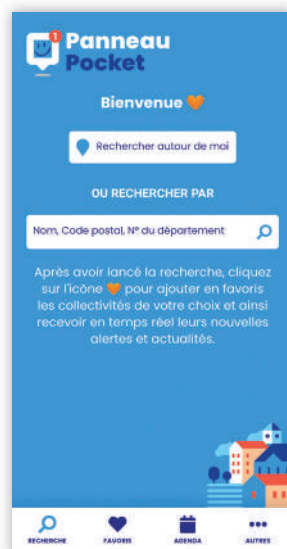 1
Panneau
Pocket
Bienvenue 🧡
Rechercher autour de moi
OU RECHERCHER PAR
Nom, Code postal, N° du département
Après avoir lancé la recherche, cliquez
sur l'icône 🧡 pour ajouter en favoris
les collectivités de votre choix et ainsi
recevoir en temps réel leurs nouvelles
alertes et actualités.
RECHERCHE FAVORIS AGENDA AUTRES